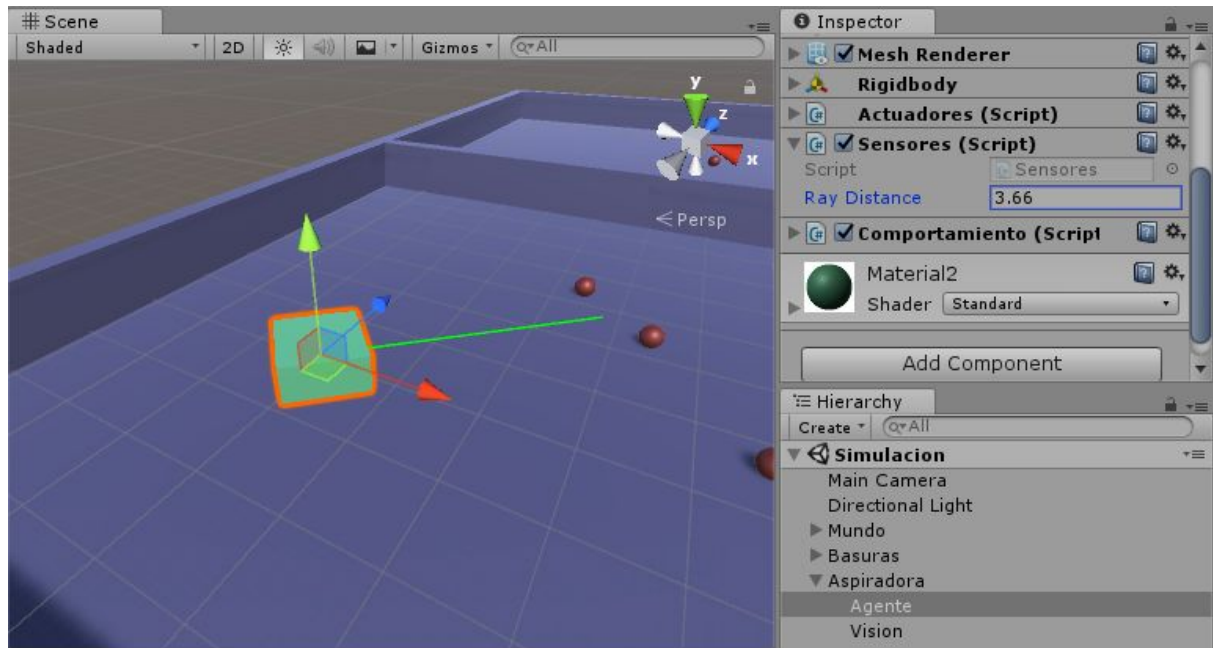 Scene
Shaded 2D Gizmos All
y
z
x
Persp
Inspector
Mesh Renderer
Rigidbody
Actuadores (Script)
Sensores (Script)
Script Sensores
Ray Distance 3.66
Comportamiento (Script
Material2
Shader Standard
Add Component
Hierarchy
Create All
Simulacion
Main Camera
Directional Light
Mundo
Basuras
Aspiradora
Agente
Vision